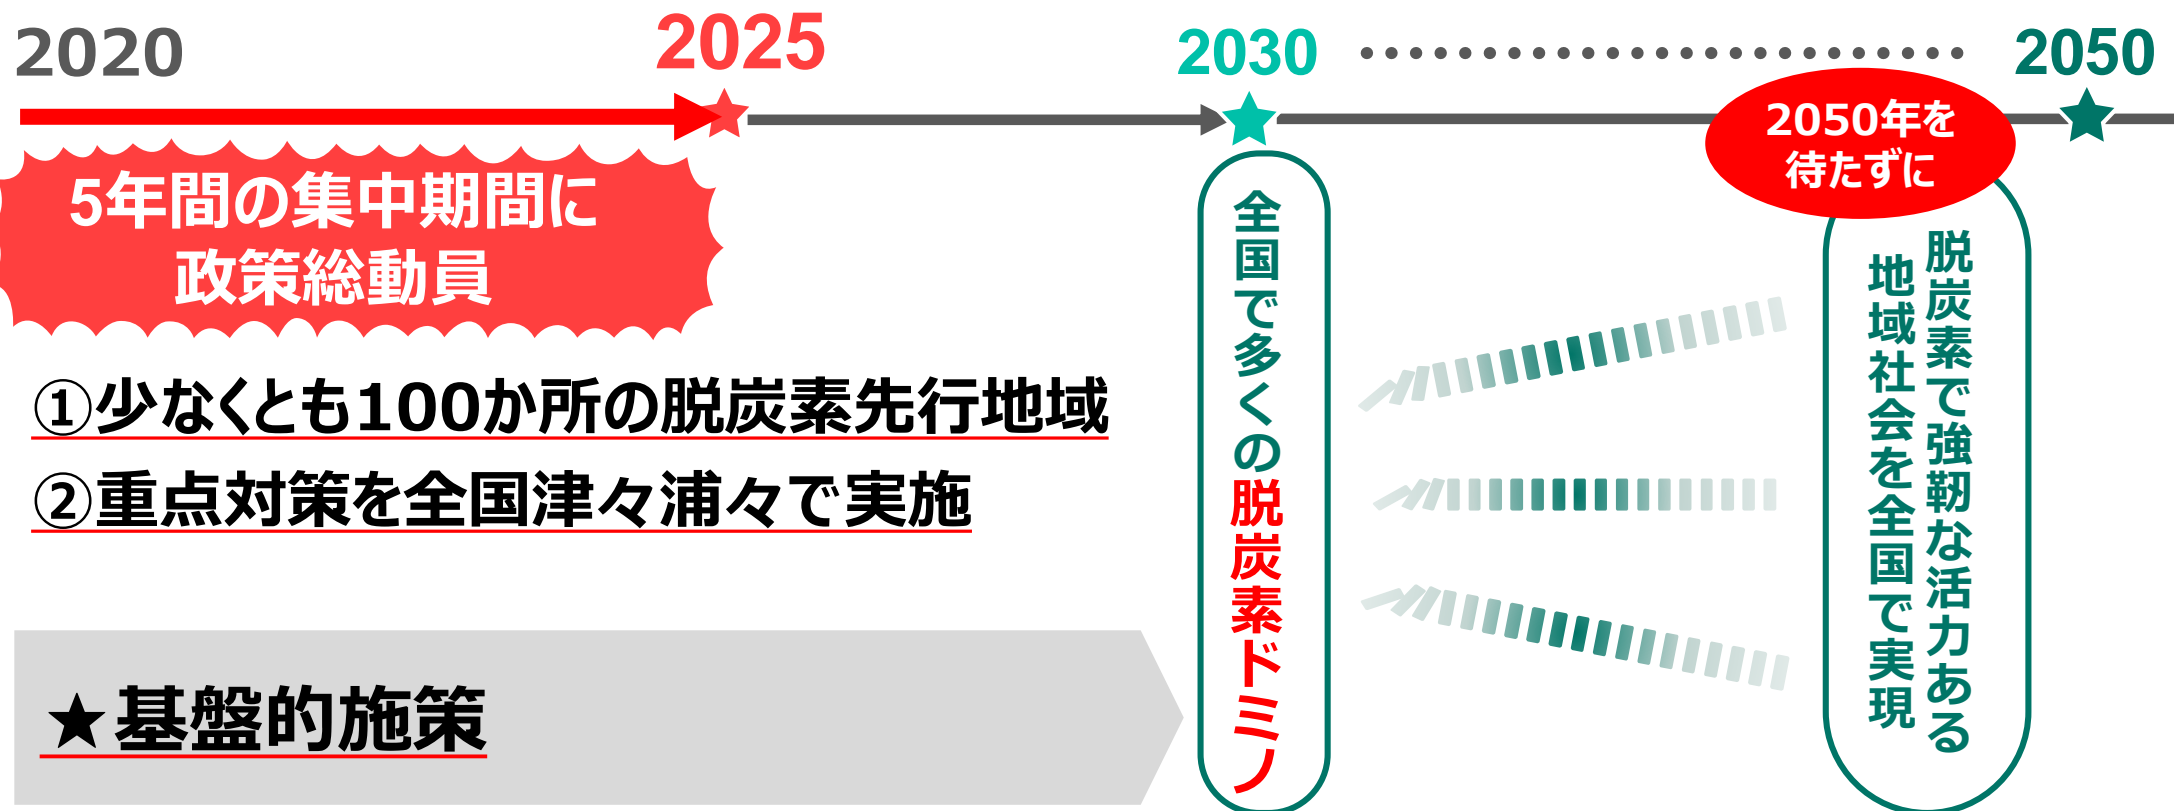 2020
2025
2030
2050
5年間の集中期間に
政策総動員
①少なくとも100か所の脱炭素先行地域
②重点対策を全国津々浦々で実施
★基盤的施策
全国で多くの脱炭素ドミノ
2050年を
待たずに
脱炭素で強靭な活力ある
地域社会を全国で実現